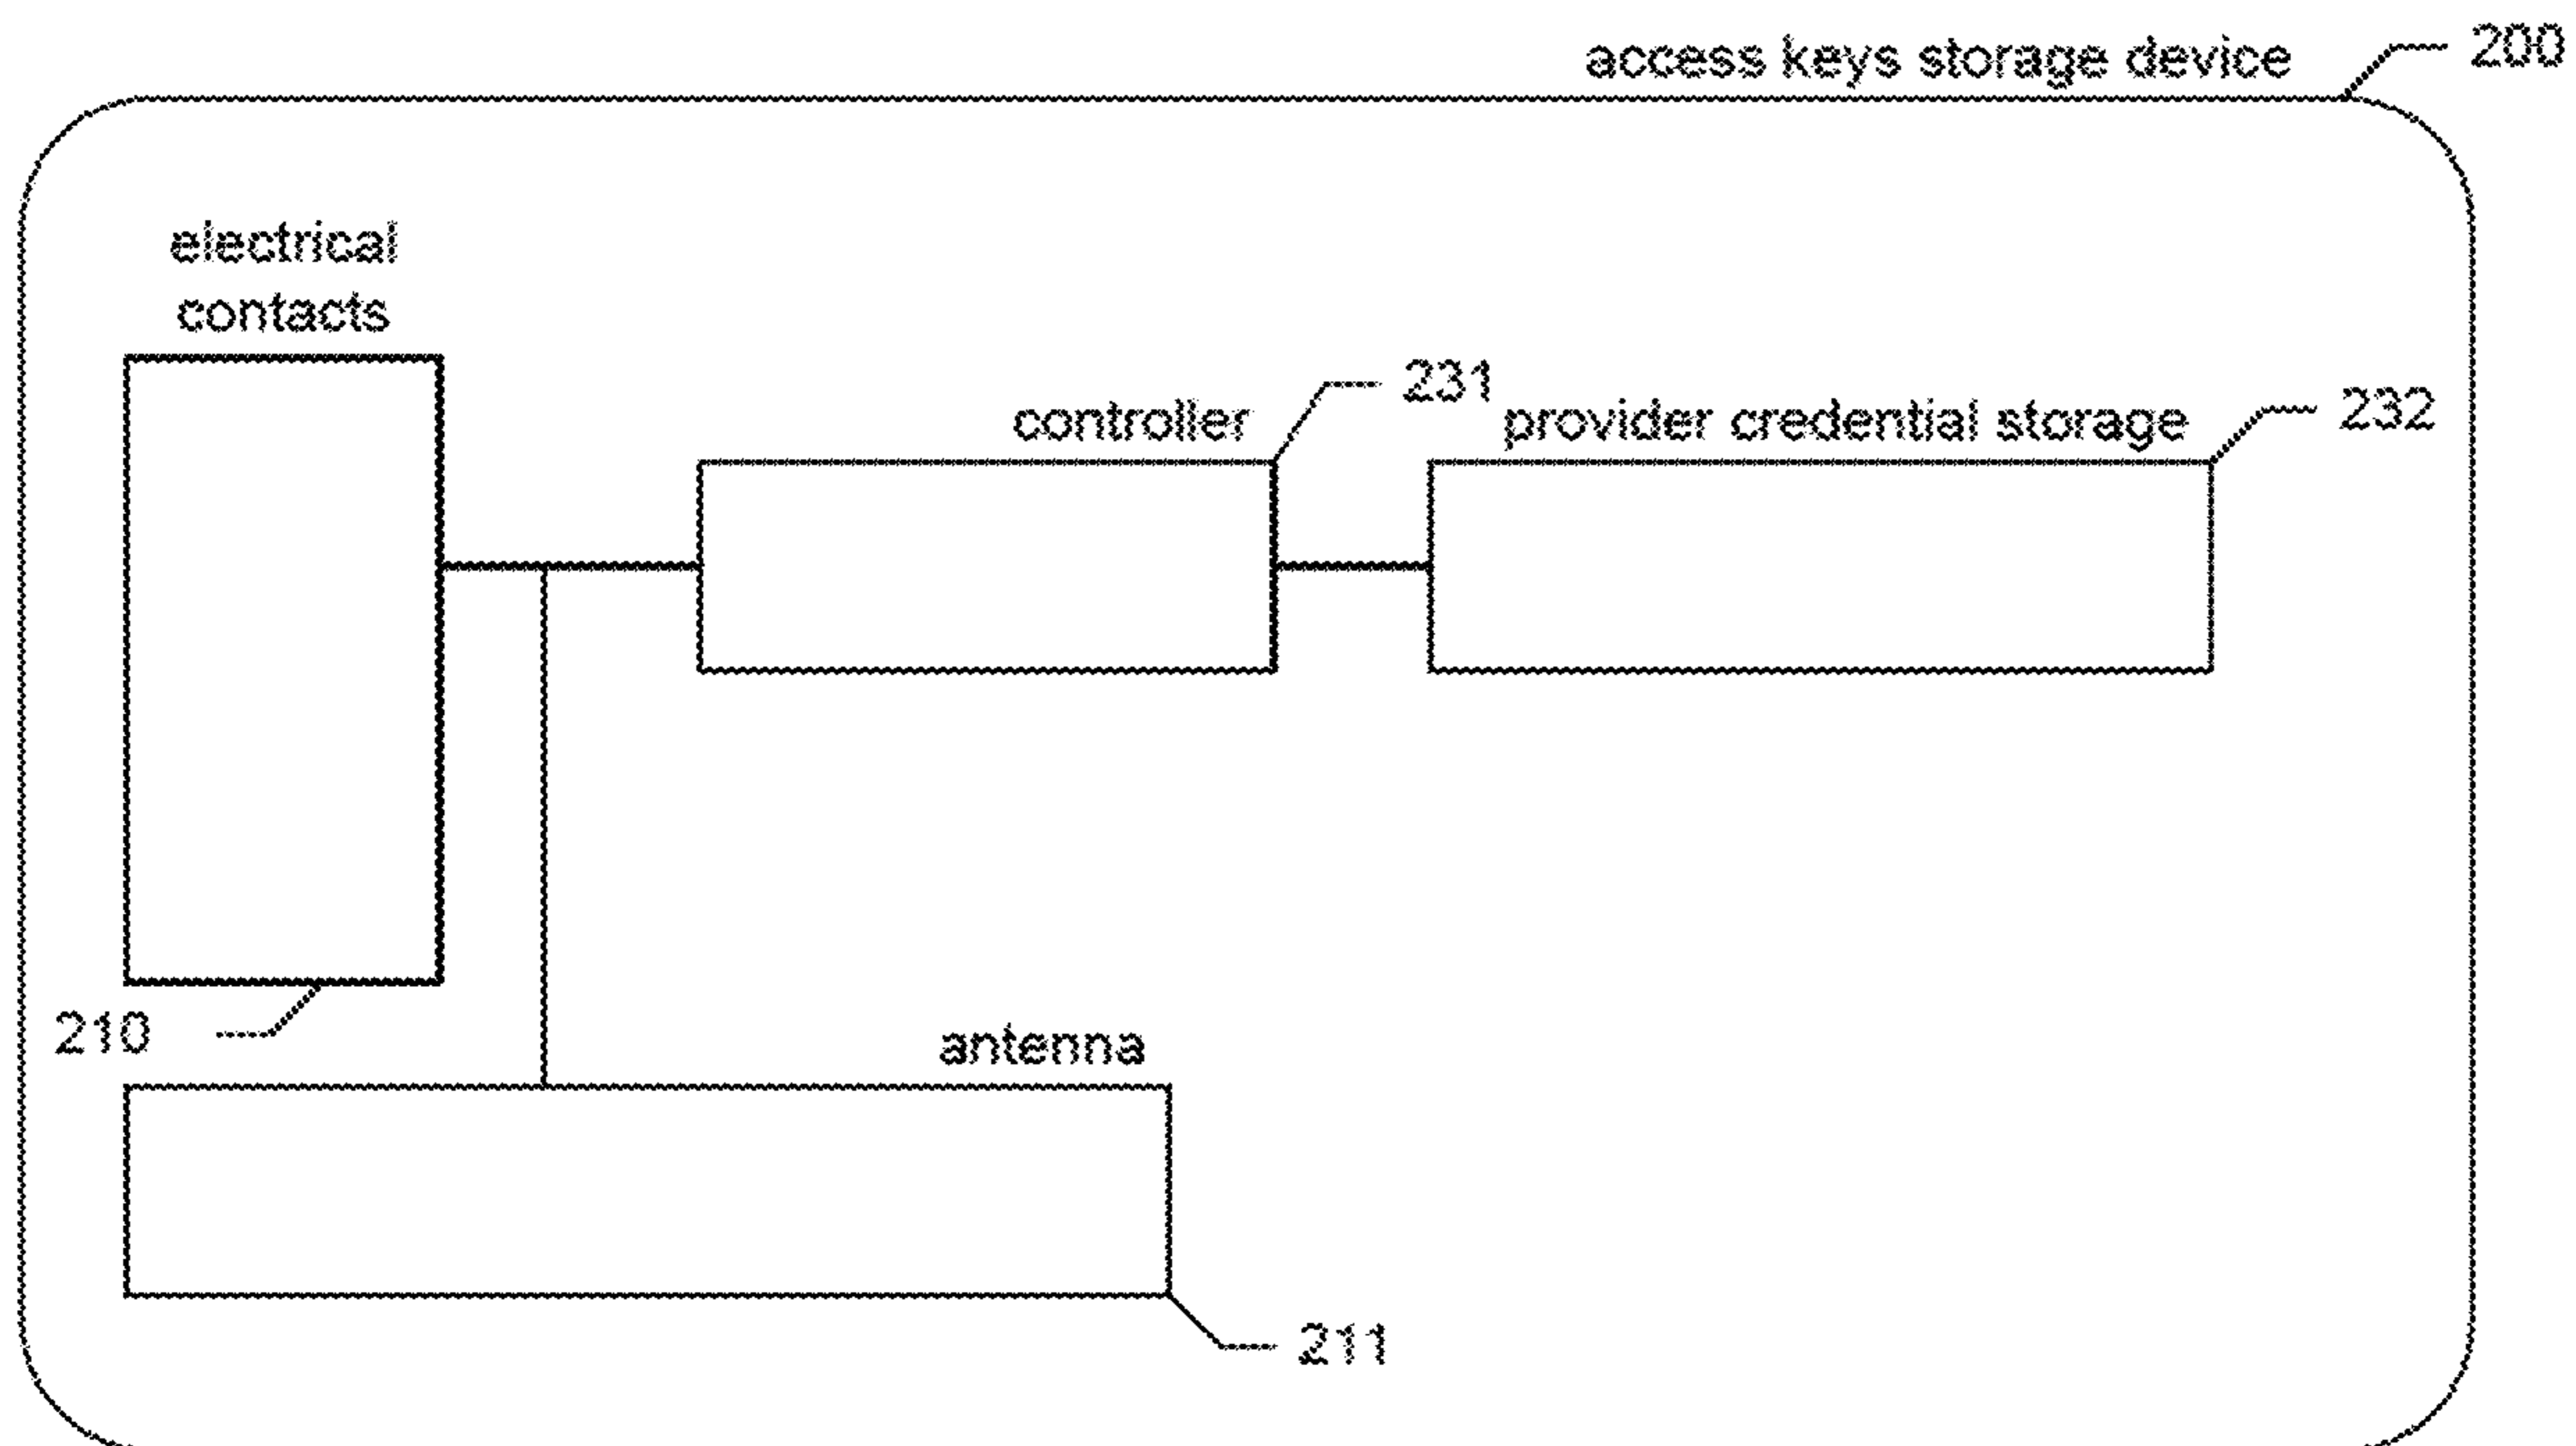 access keys storage device
200
electrical
contacts
controller
231
provider credential storage
232
210
antenna
211